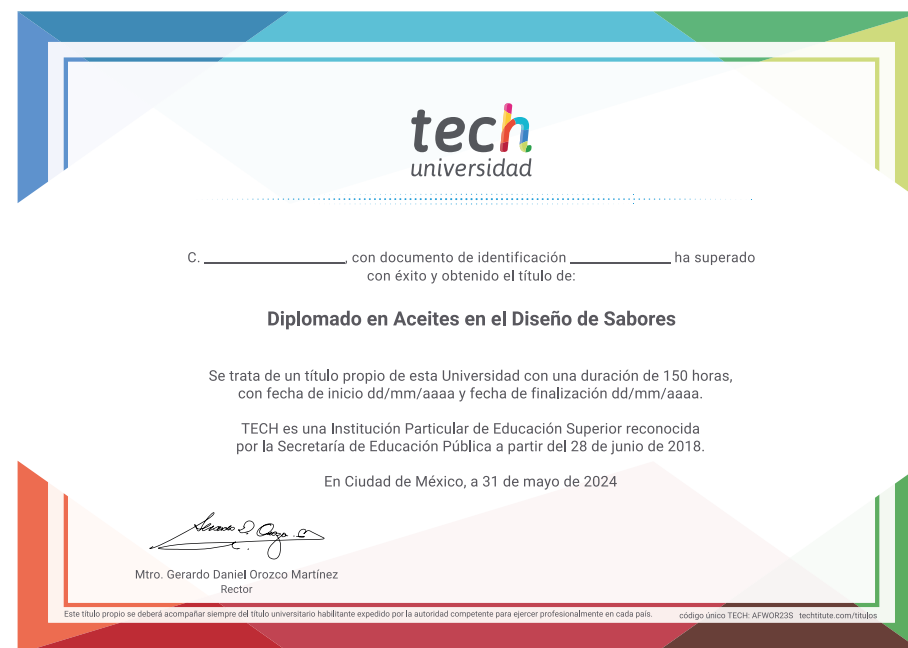 tech
universidad
C. __________, con documento de identificación __________ ha superado
con éxito y obtenido el título de:
Diplomado en Aceites en el Diseño de Sabores
Se trata de un título propio de esta Universidad con una duración de 150 horas,
con fecha de inicio dd/mm/aaaa y fecha de finalización dd/mm/aaaa.
TECH es una Institución Particular de Educación Superior reconocida
por la Secretaría de Educación Pública a partir del 28 de junio de 2018.
En Ciudad de México, a 31 de mayo de 2024
Mtro. Gerardo Daniel Orozco Martínez
Rector
Este título propio se deberá acompañar siempre del título universitario habilitante expedido por la autoridad competente para ejercer profesionalmente en cada país. código único TECH: AFWOR23S techtitute.com/títulos